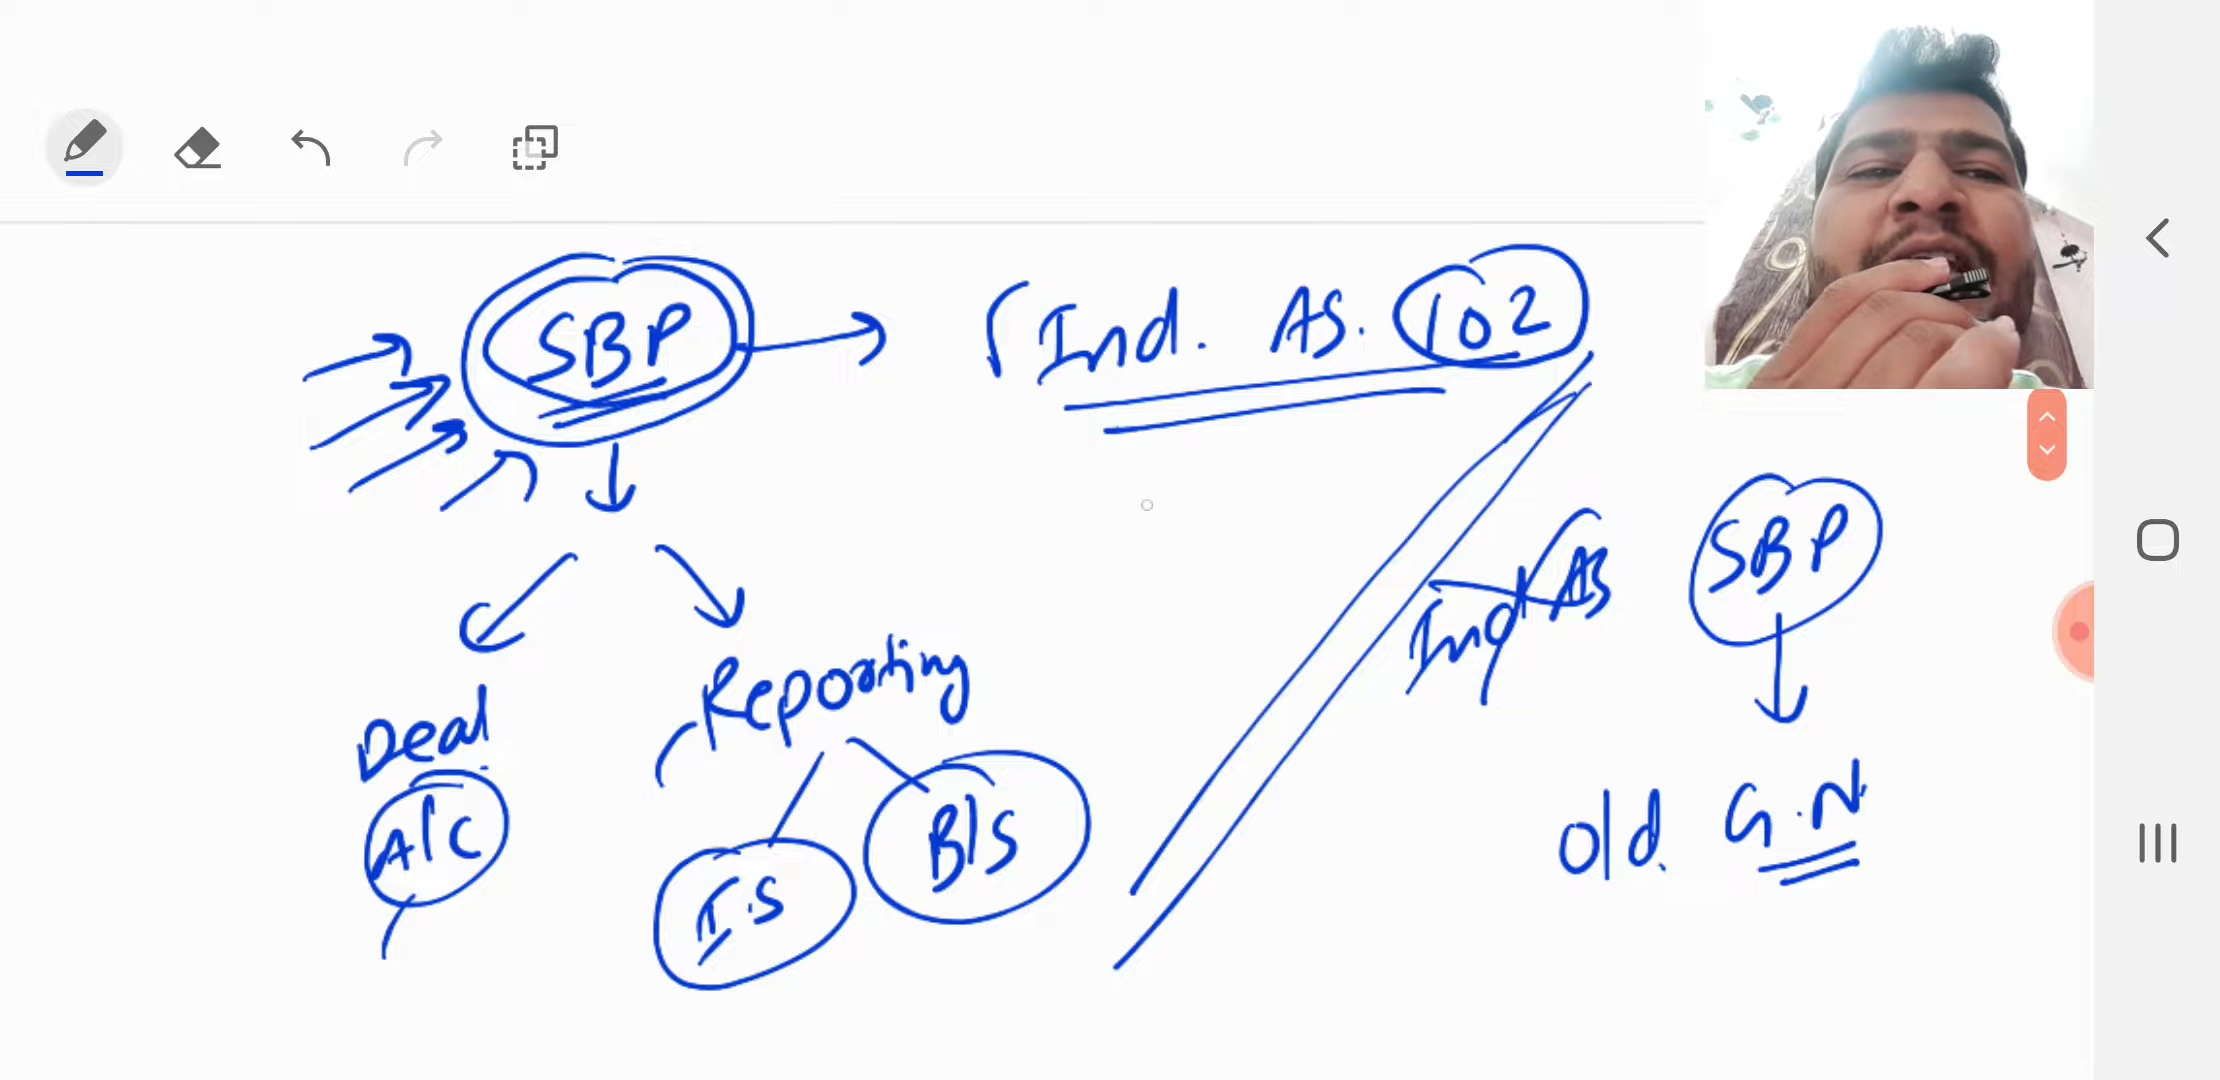 SBP
Ind. AS. 102
Deal
A/C
Reporting
I.S
B/S
Ind AS
SBP
Old. G.N.